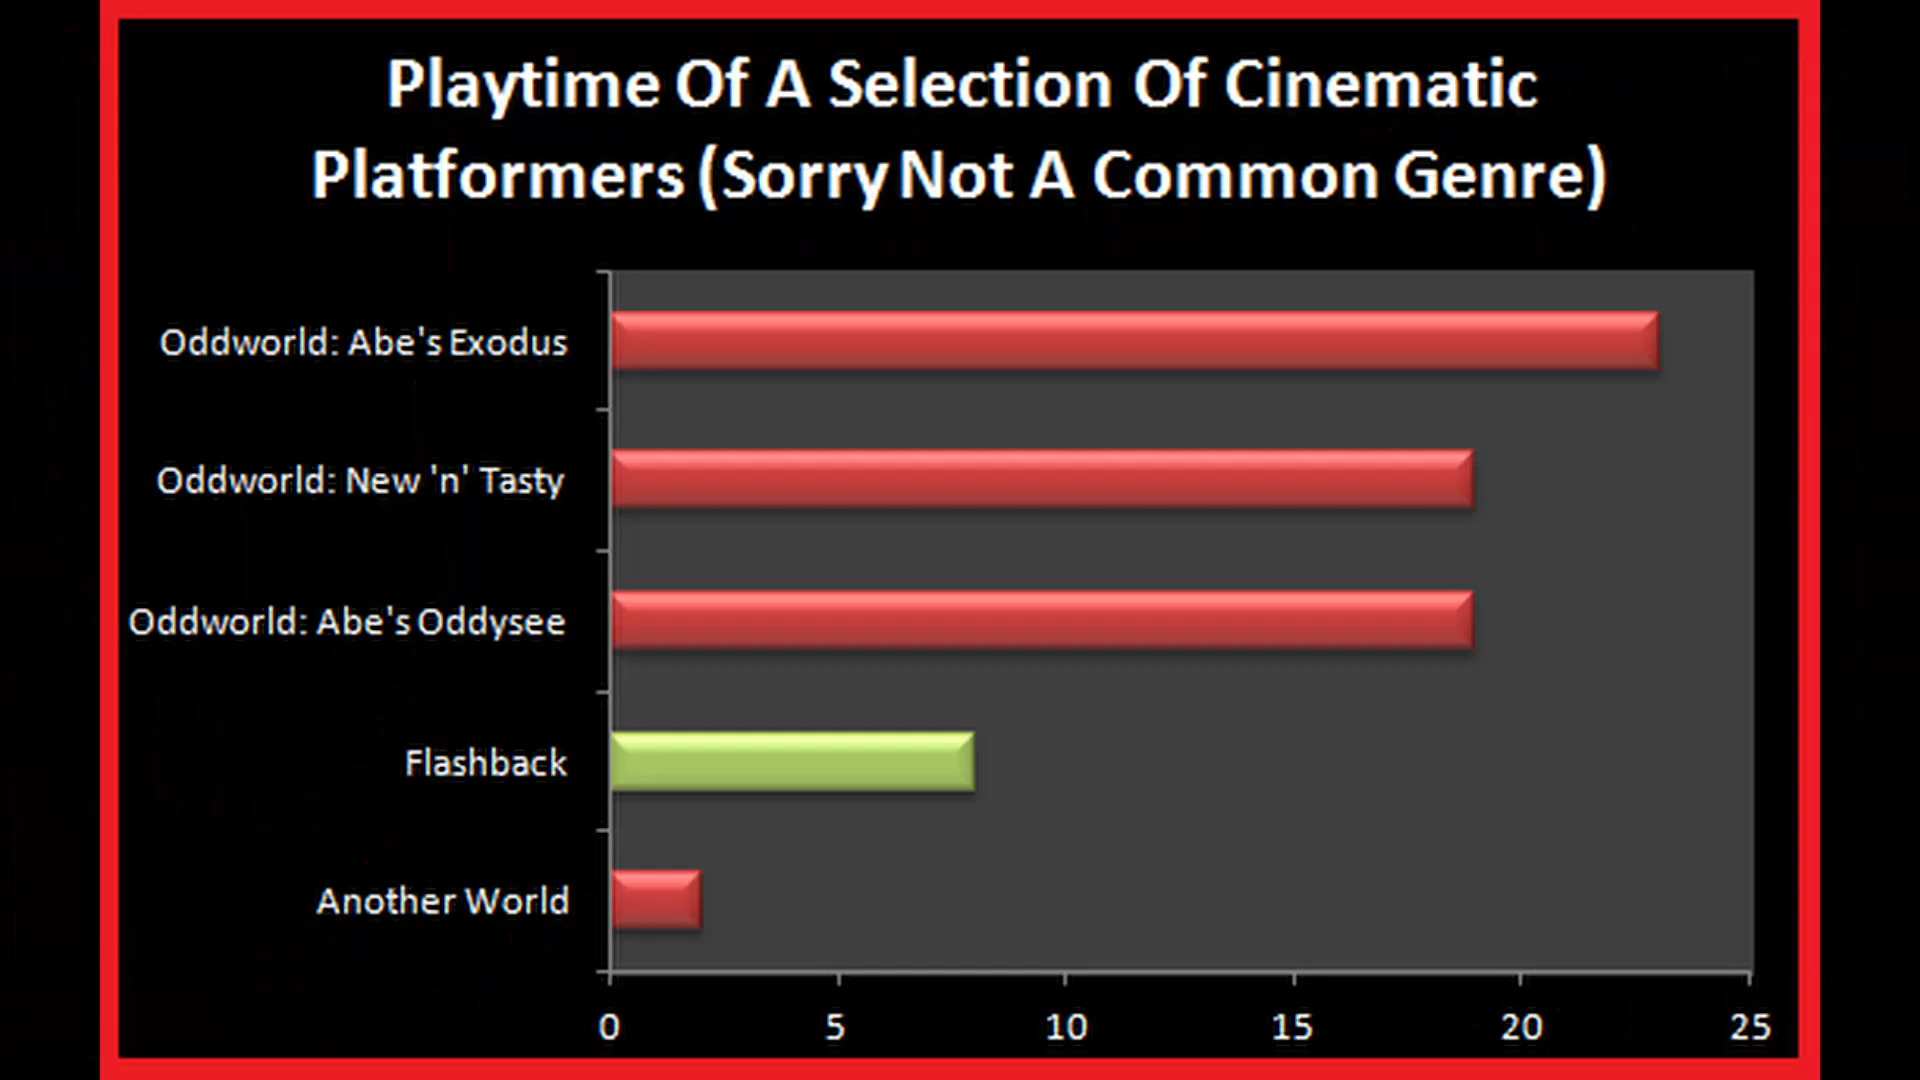 Playtime Of A Selection Of Cinematic
Platformers (Sorry Not A Common Genre)
Oddworld: Abe's Exodus
Oddworld: New 'n' Tasty
Oddworld: Abe's Oddysee
Flashback
Another World
0 5 10 15 20 25